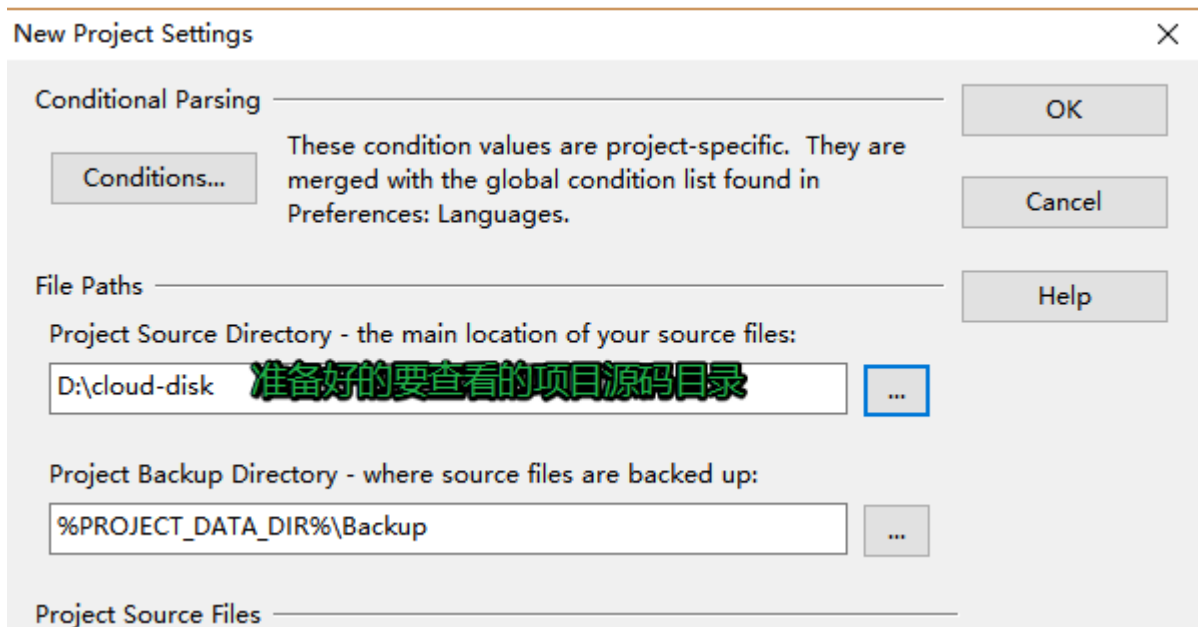 New Project Settings
Conditional Parsing
OK
Conditions...
These condition values are project-specific.  They are
merged with the global condition list found in
Preferences: Languages.
Cancel
File Paths
Help
Project Source Directory - the main location of your source files:
D:\cloud-disk 准备好的要查看的项目源码目录
...
Project Backup Directory - where source files are backed up:
%PROJECT_DATA_DIR%\Backup
...
Project Source Files